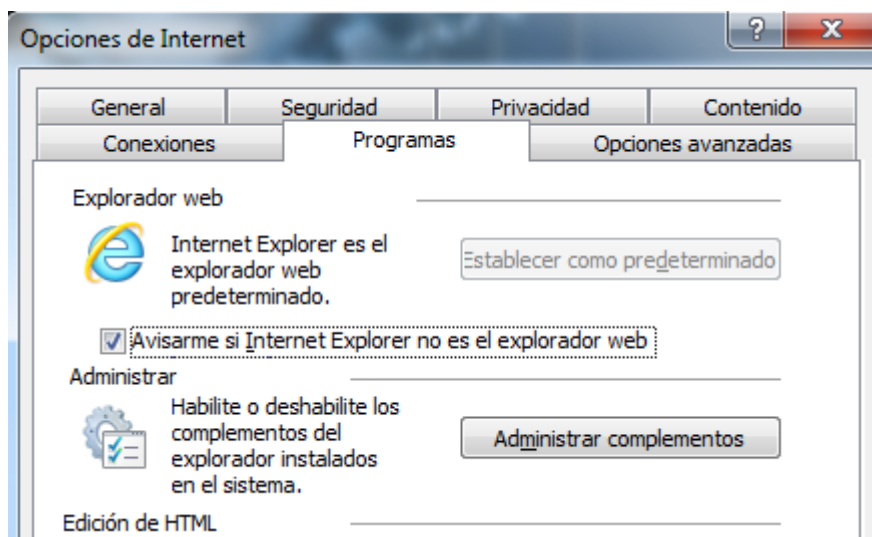 Opciones de Internet
General Seguridad Privacidad Contenido
Conexiones Programas Opciones avanzadas
Explorador web
Internet Explorer es el
explorador web
predeterminado.
Establecer como predeterminado
Avisarme si Internet Explorer no es el explorador web
Administrar
Habilite o deshabilite los
complementos del
explorador instalados
en el sistema.
Administrar complementos
Edición de HTML